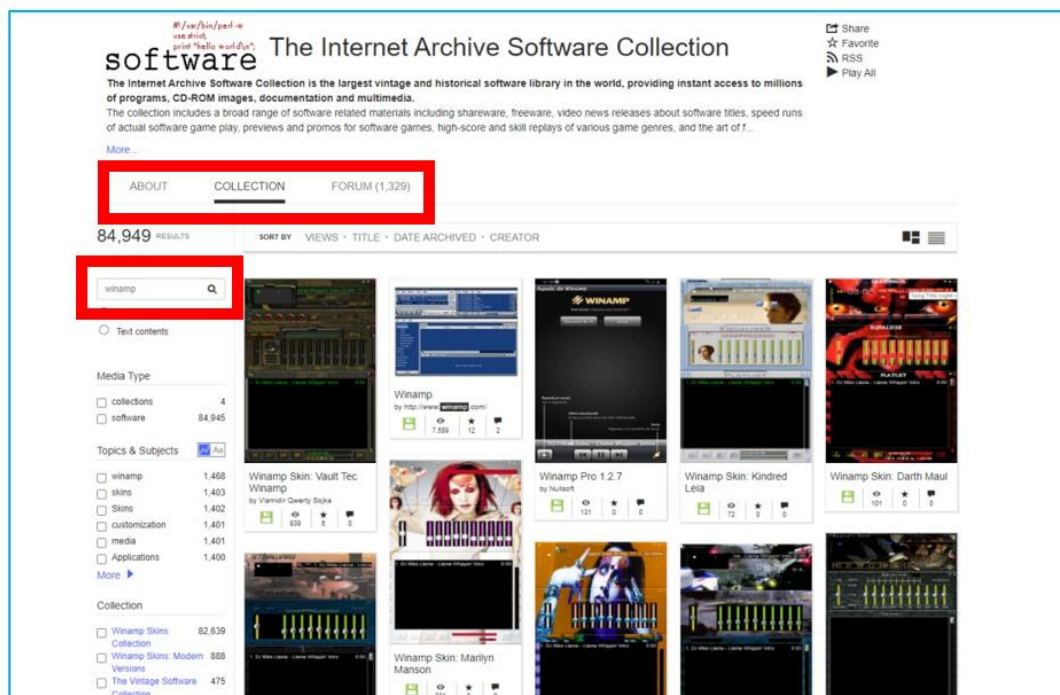 #!/usr/bin/perl -w
use strict;
print "hello world\n";
software
The Internet Archive Software Collection
Share
Favorite
RSS
Play All
The Internet Archive Software Collection is the largest vintage and historical software library in the world, providing instant access to millions
of programs, CD-ROM images, documentation and multimedia.
The collection includes a broad range of software related materials including shareware, freeware, video news releases about software titles, speed runs
of actual software game play, previews and promos for software games, high-score and skill replays of various game genres, and the art of f...
More...
ABOUT COLLECTION FORUM (1,329)
84,949 RESULTS
SORT BY VIEWS · TITLE · DATE ARCHIVED · CREATOR
winamp
Text contents
Media Type
collections 4
software 84,945
Topics & Subjects
winamp 1,468
skins 1,403
Skins 1,402
customization 1,401
media 1,401
Applications 1,400
More
Collection
Winamp Skins 82,639
Collection
Winamp Skins: Modern 888
Versions
The Vintage Software 475
Collection
Winamp Skin: Vault Tec
Winamp
by Vlamidir Qwerty Sojka
939 6 0
Winamp
by http://www.winamp.com/
7,589 12 2
WINAMP
Winamp Pro 1.2.7
by Nullsoft
131 0 0
Winamp Skin: Kindred
Leia
72 0 0
Winamp Skin: Darth Maul
101 0 0
Winamp Skin: Marilyn
Manson